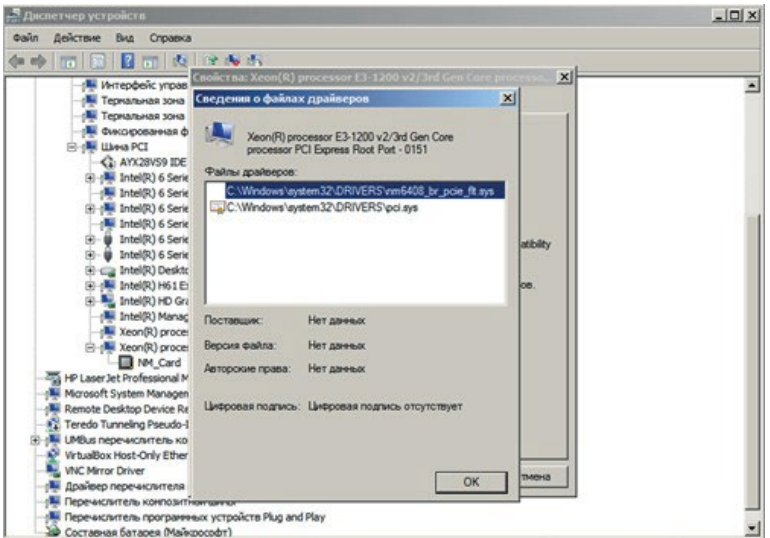 Диспетчер устройств
Файл Действие Вид Справка
Интерфейс управ
Термальная зона
Термальная зона
Фиксированная ф
Шина PCI
AYX28VS9 IDE
Intel(R) 6 Serie
Intel(R) 6 Serie
Intel(R) 6 Serie
Intel(R) 6 Serie
Intel(R) 6 Serie
Intel(R) 6 Serie
Intel(R) Deskto
Intel(R) H61 Ex
Intel(R) HD Gra
Intel(R) Manag
Xeon(R) proces
Xeon(R) proces
NM_Card
HP LaserJet Professional M
Microsoft System Managem
Remote Desktop Device Re
Teredo Tunneling Pseudo-I
UMBus перечислитель ко
VirtualBox Host-Only Ether
VNC Mirror Driver
Драйвер перечислителя
Перечислитель композитной шины
Перечислитель программных устройств Plug and Play
Составная батарея (Майкрософт)
Свойства: Xeon(R) processor E3-1200 v2/3rd Gen Core processo...
atibility
ов.
тмена
Сведения о файлах драйверов
Xeon(R) processor E3-1200 v2/3rd Gen Core
processor PCI Express Root Port - 0151
Файлы драйверов:
C:\Windows\system32\DRIVERS\nm6408_br_pcie_flt.sys
C:\Windows\system32\DRIVERS\pci.sys
Поставщик: Нет данных
Версия файла: Нет данных
Авторские права: Нет данных
Цифровая подпись: Цифровая подпись отсутствует
OK